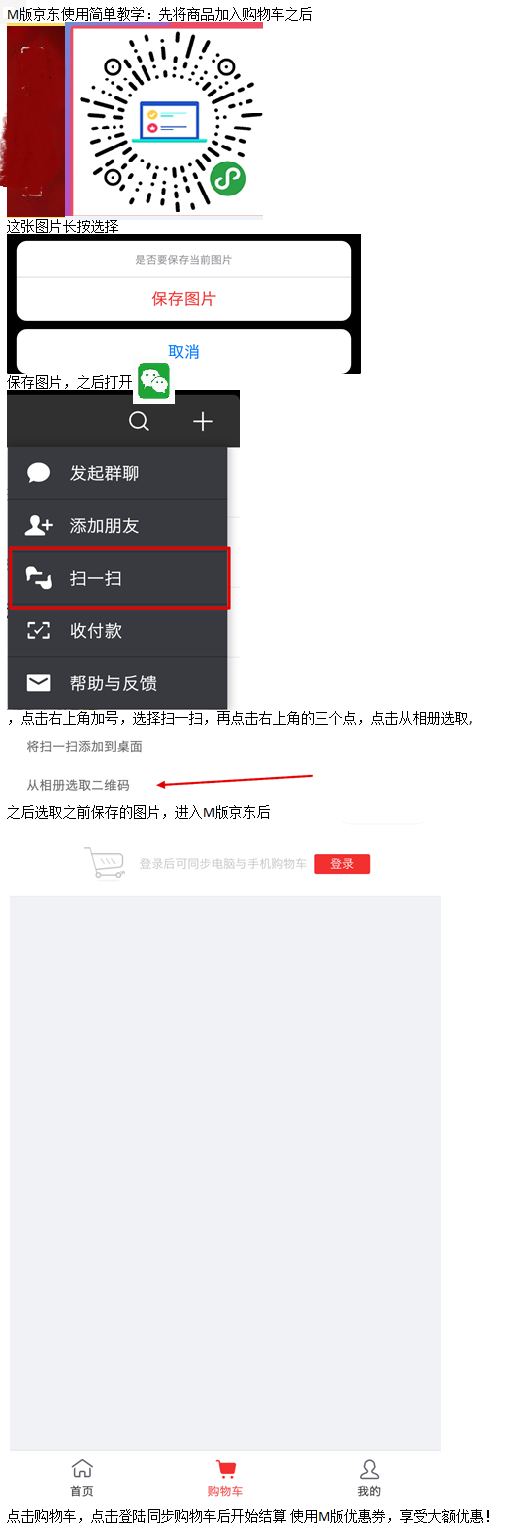 M版京东使用简单教学：先将商品加入购物车之后
这张图片长按选择
是否要保存当前图片
保存图片
取消
保存图片，之后打开
发起群聊
添加朋友
扫一扫
收付款
帮助与反馈
，点击右上角加号，选择扫一扫，再点击右上角的三个点，点击从相册选取，
将扫一扫添加到桌面
从相册选取二维码
之后选取之前保存的图片，进入M版京东后
登录后可同步电脑与手机购物车 登录
首页 购物车 我的
点击购物车，点击登陆同步购物车后开始结算 使用M版优惠券，享受大额优惠！